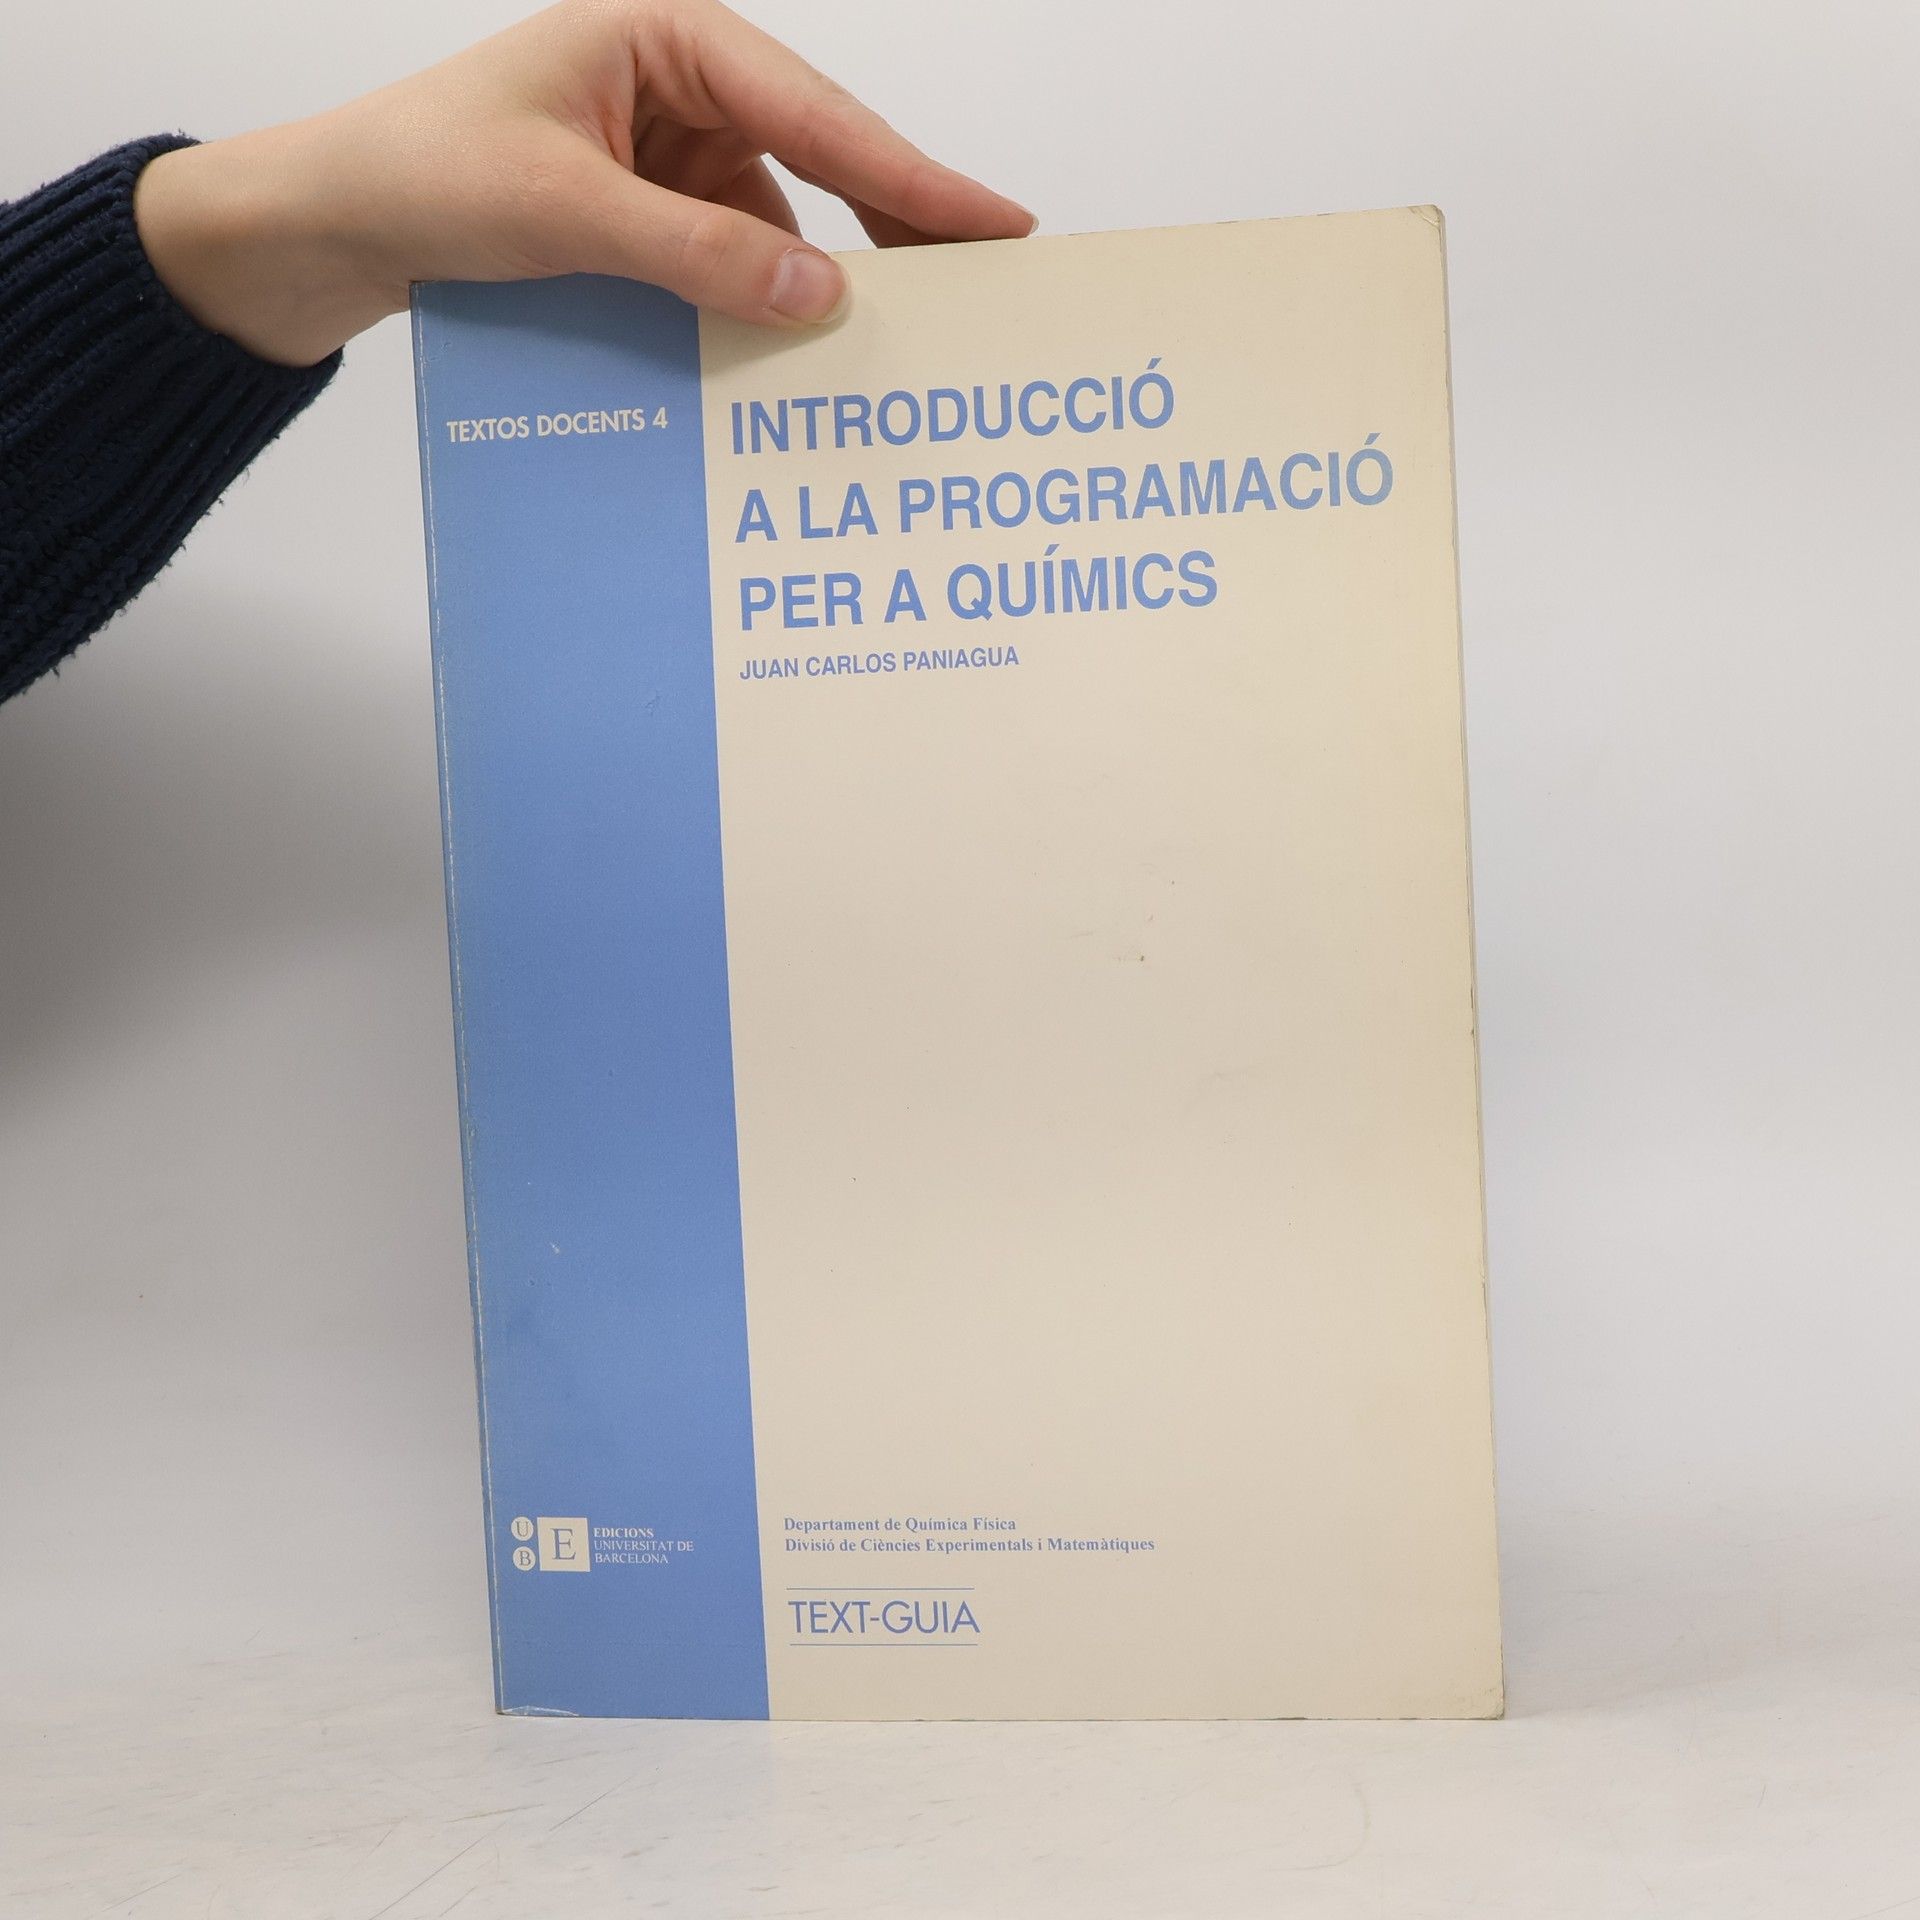 TEXTOS DOCENTS 4
INTRODUCCIÓ
A LA PROGRAMACIÓ
PER A QUÍMICS
JUAN CARLOS PANIAGUA
U
B
E
EDICIONS
UNIVERSITAT DE
BARCELONA
Departament de Química Física
Divisió de Ciències Experimentals i Matemàtiques
TEXT-GUIA